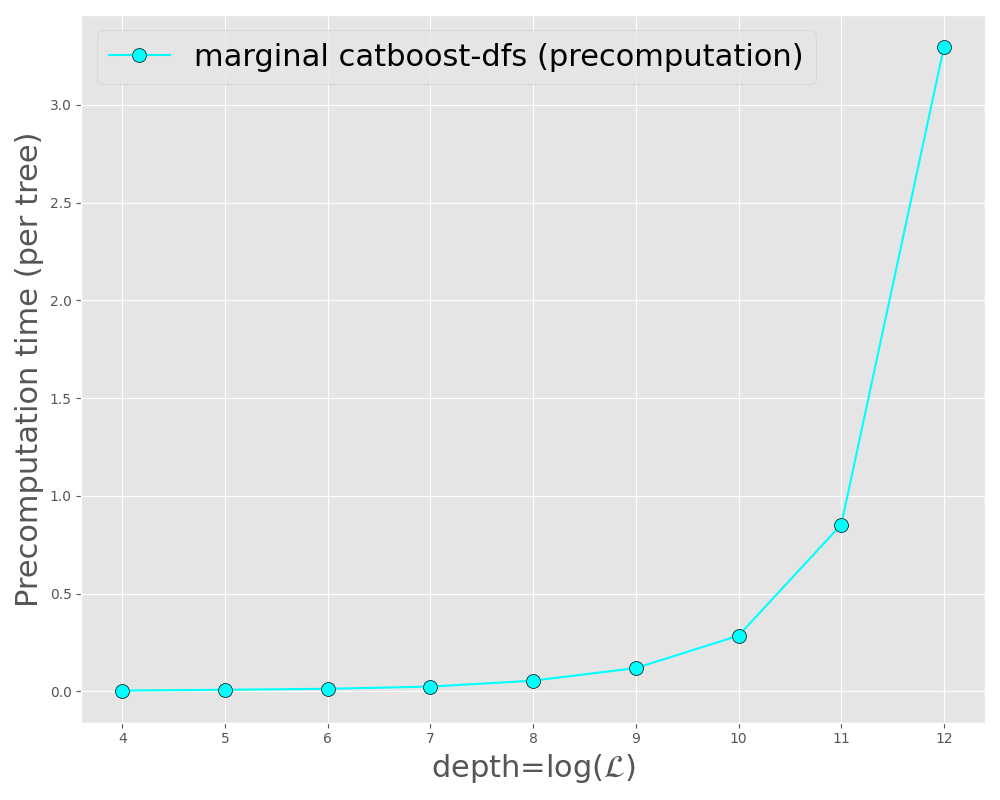 marginal catboost-dfs (precomputation)
Precomputation time (per tree)
3.0
2.5
2.0
1.5
1.0
0.5
0.0
4 5 6 7 8 9 10 11 12
depth=log(ℒ)